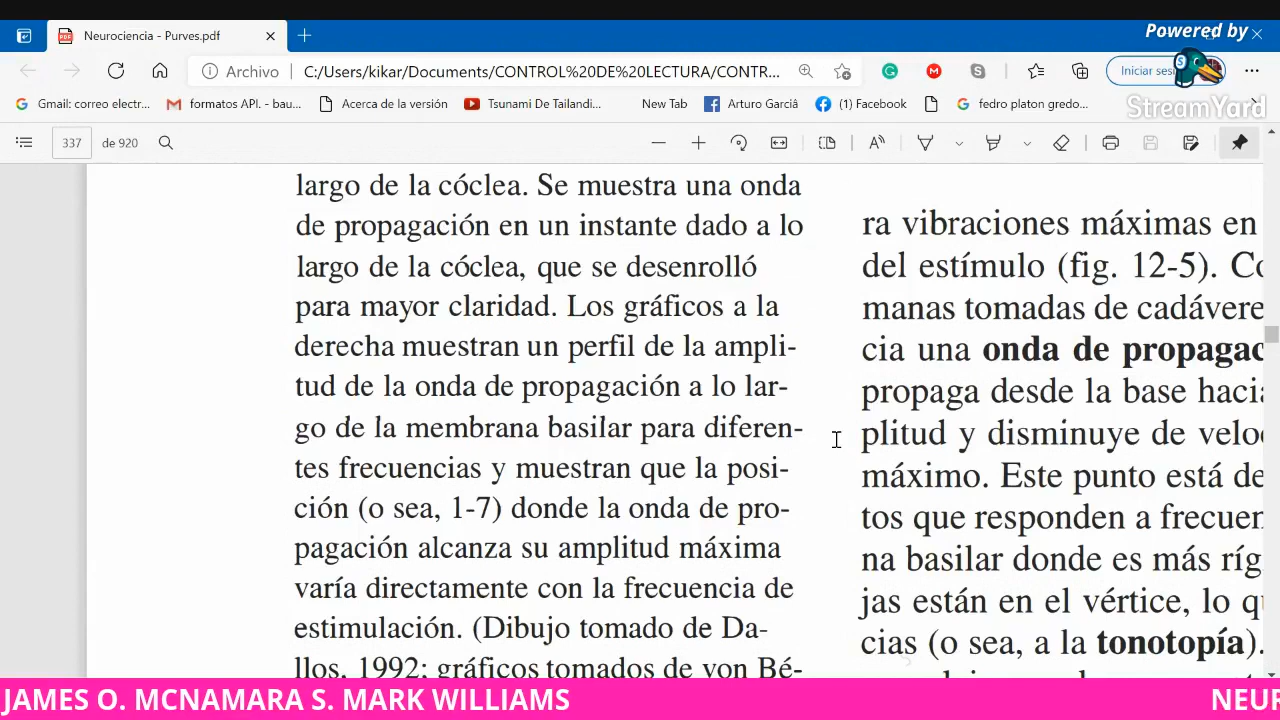 Neurociencia - Purves.pdf
Powered by
StreamYard
Archivo
C:/Users/kikar/Documents/CONTROL%20DE%20LECTURA/CONTR...
Iniciar sesi
Gmail: correo electr...
formatos API. - bau...
Acerca de la versión
Tsunami De Tailandi...
New Tab
Arturo Garciâ
(1) Facebook
fedro platon gredo...
337 de 920
largo de la cóclea. Se muestra una onda
de propagación en un instante dado a lo
largo de la cóclea, que se desenrolló
para mayor claridad. Los gráficos a la
derecha muestran un perfil de la ampli-
tud de la onda de propagación a lo lar-
go de la membrana basilar para diferen-
tes frecuencias y muestran que la posi-
ción (o sea, 1-7) donde la onda de pro-
pagación alcanza su amplitud máxima
varía directamente con la frecuencia de
estimulación. (Dibujo tomado de Da-
llos, 1992; gráficos tomados de von Bé-
ra vibraciones máximas en
del estímulo (fig. 12-5). Co
manas tomadas de cadávere
cia una onda de propagac
propaga desde la base hacia
plitud y disminuye de veloc
máximo. Este punto está de
tos que responden a frecuen
na basilar donde es más ríg
jas están en el vértice, lo qu
cias (o sea, a la tonotopía).
JAMES O. MCNAMARA S. MARK WILLIAMS
NEUR